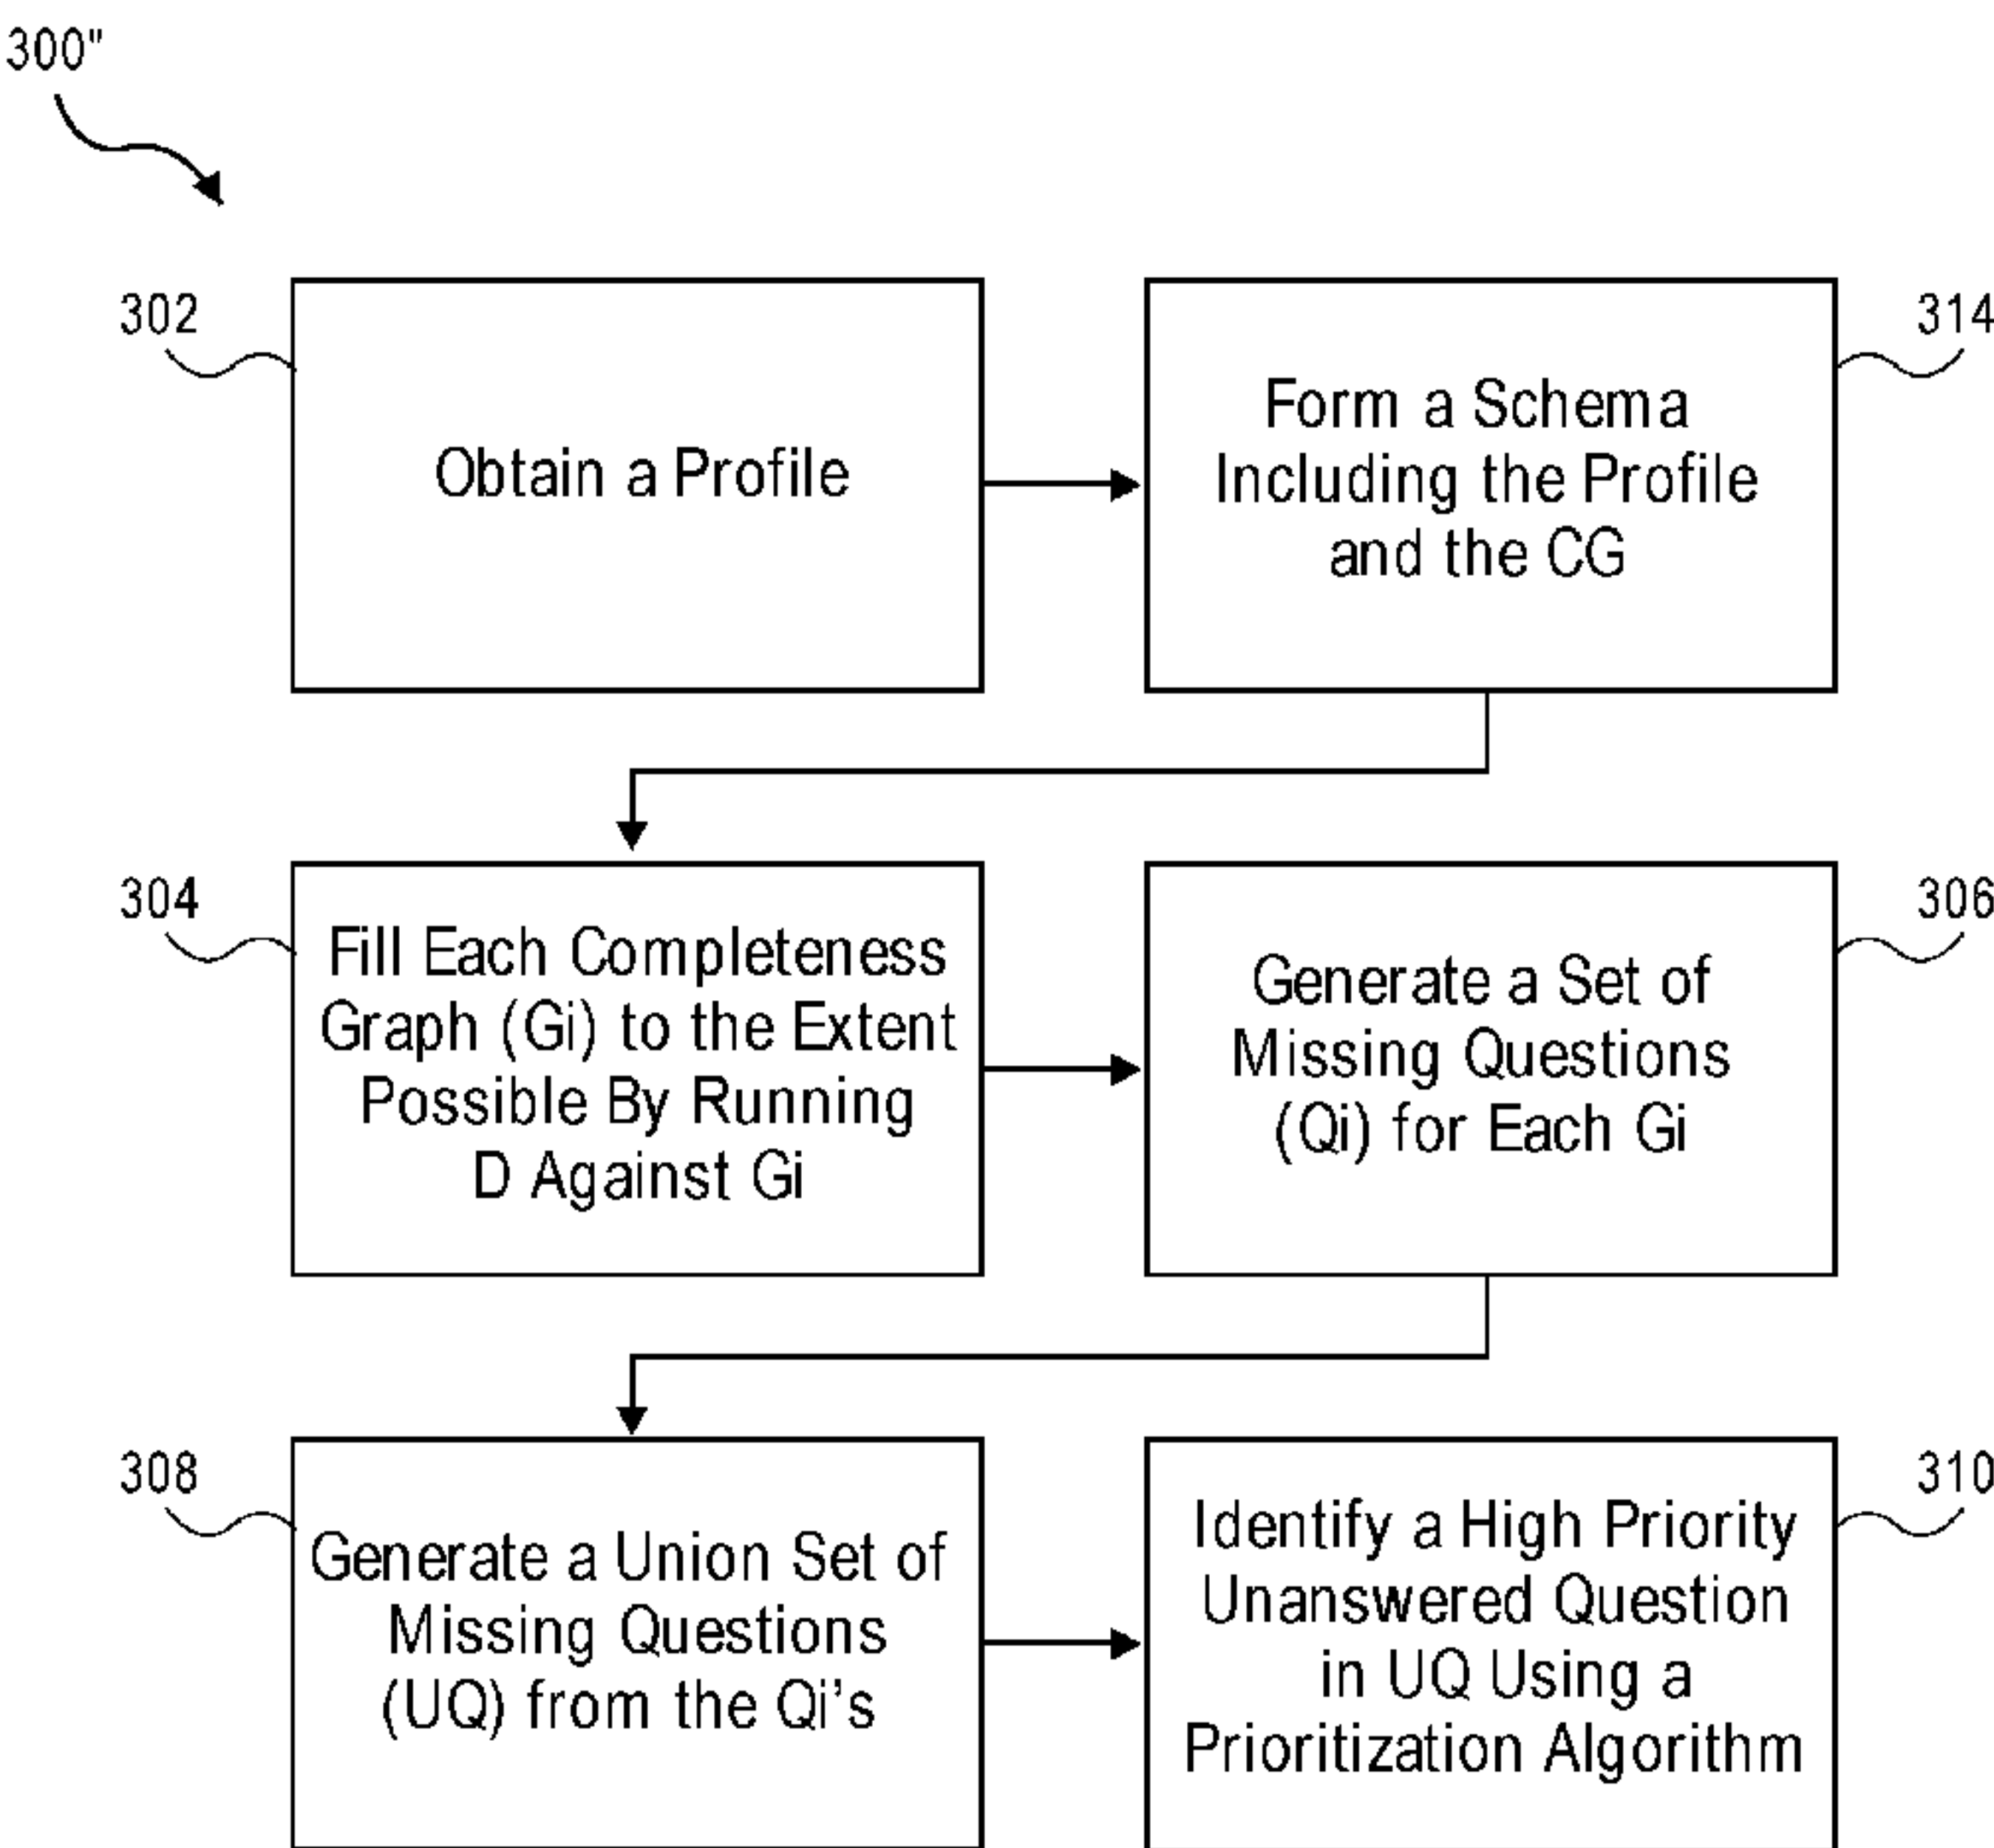 300"
302
Obtain a Profile
314
Form a Schema
Including the Profile
and the CG
304
Fill Each Completeness
Graph (Gi) to the Extent
Possible By Running
D Against Gi
306
Generate a Set of
Missing Questions
(Qi) for Each Gi
308
Generate a Union Set of
Missing Questions
(UQ) from the Qi's
310
Identify a High Priority
Unanswered Question
in UQ Using a
Prioritization Algorithm